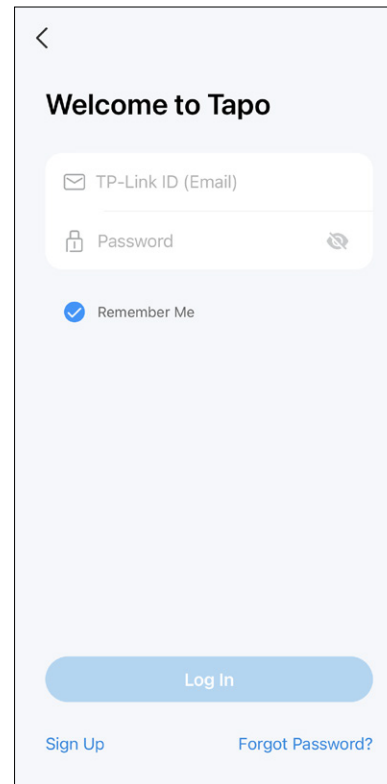 Welcome to Tapo
TP-Link ID (Email)
Password
Remember Me
Log In
Sign Up Forgot Password?